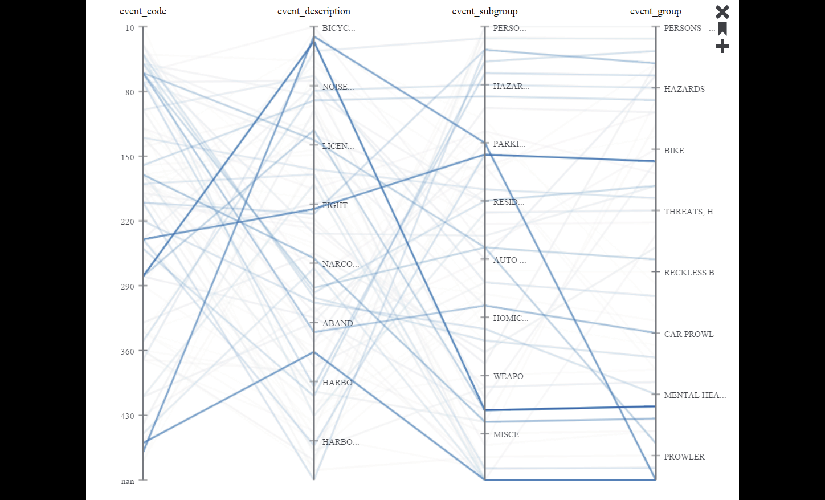 event_code event_description event_subgroup event_group
10
80
150
220
290
360
430
nan
BICYC...
NOISE...
LICEN...
FIGHT
NARCO...
ABAND
HARBO
HARBO...
PERSO...
HAZAR...
PARKI...
RESID...
AUTO ...
HOMIC...
WEAPO
MISCE
PERSONS ...
HAZARDS
BIKE
THREATS, H
RECKLESS B
CAR PROWL
MENTAL HEA...
PROWLER